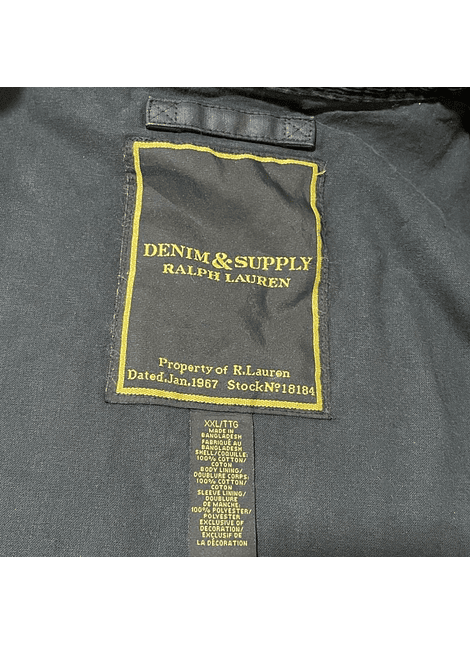 DENIM & SUPPLY
RALPH LAUREN
Property of R.Lauren
Dated.Jan.1967 StockNo18184
XXL/TTG
MADE IN
BANGLADESH
FABRIQUÉ AU
BANGLADESH
SHELL/COQUILLE:
100% COTTON/
COTON
BODY LINING/
DOUBLURE CORPS:
100% COTTON/
COTON
SLEEVE LINING/
DOUBLURE
DE MANCHE:
100% POLYESTER/
POLYESTER
EXCLUSIVE OF
DECORATION/
EXCLUSIF DE
LA DÉCORATION